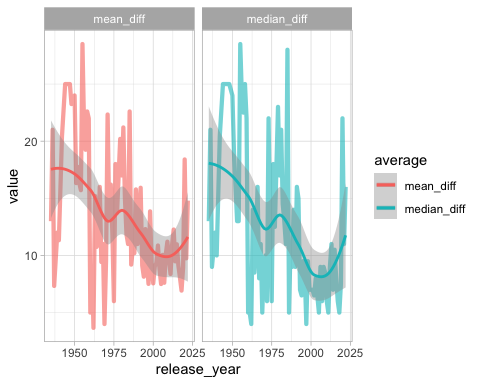 mean_diff median_diff
value
20
10
average
mean_diff
median_diff
1950 1975 2000 2025 1950 1975 2000 2025
release_year